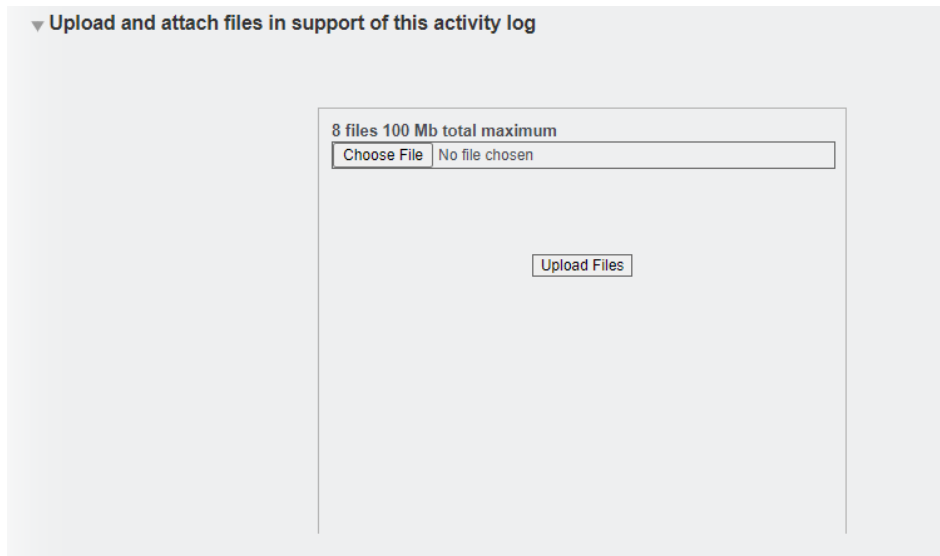 Upload and attach files in support of this activity log
8 files 100 Mb total maximum
Choose File No file chosen
Upload Files